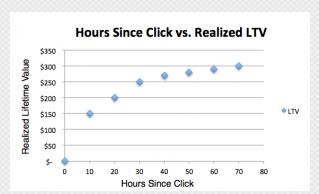 Hours Since Click vs. Realized LTV
Realized Lifetime Value
$350
$300
$250
$200
$150
$100
$50
$-
0 10 20 30 40 50 60 70 80
Hours Since Click
LTV